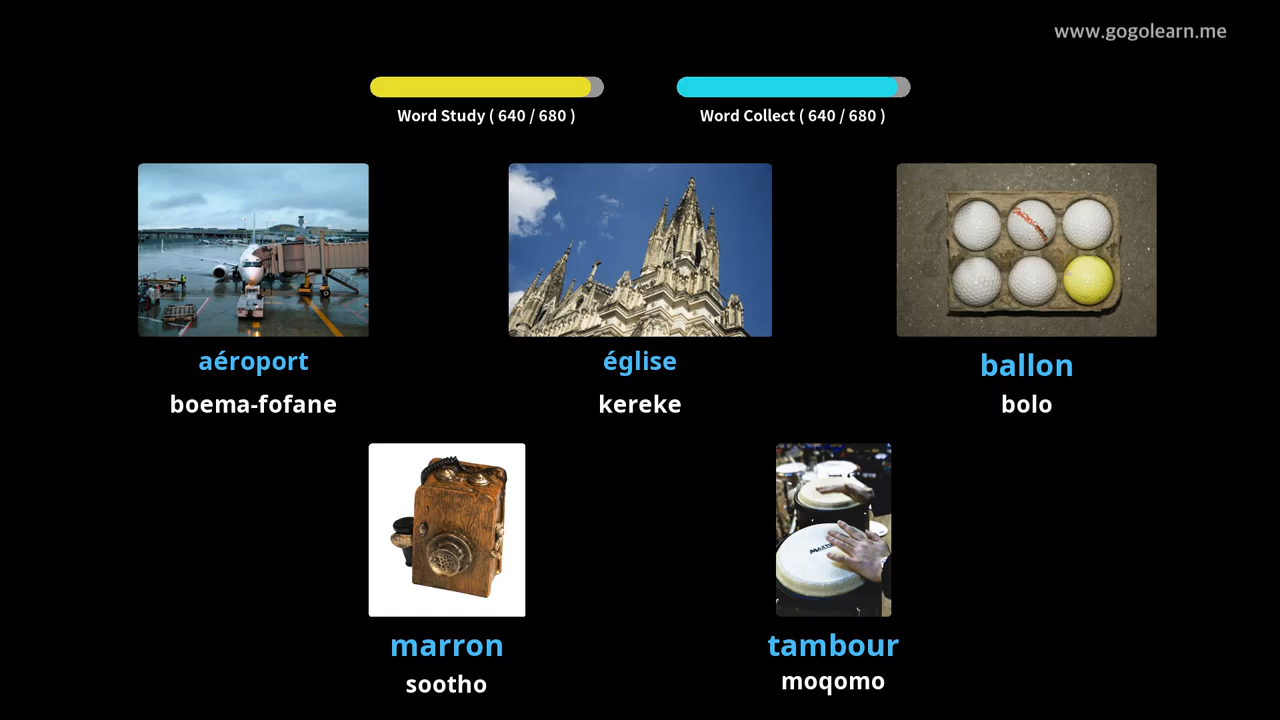 www.gogolearn.me
Word Study ( 640 / 680 )
Word Collect ( 640 / 680 )
aéroport
boema-fofane
église
kereke
ballon
bolo
marron
sootho
tambour
moqomo